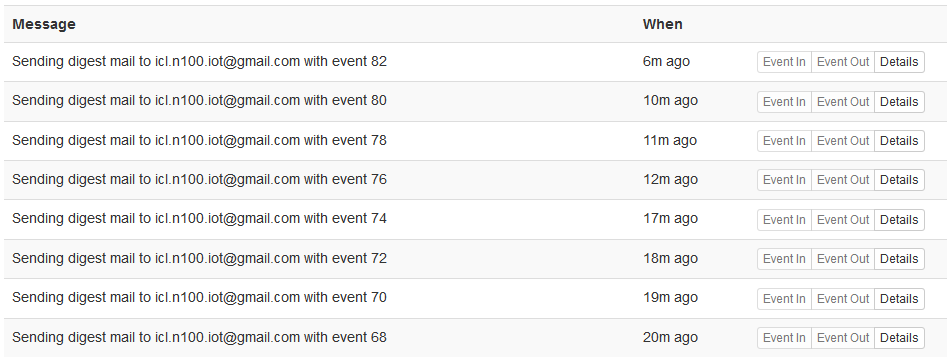 Message When
Sending digest mail to icl.n100.iot@gmail.com with event 82 6m ago Event In Event Out Details
Sending digest mail to icl.n100.iot@gmail.com with event 80 10m ago Event In Event Out Details
Sending digest mail to icl.n100.iot@gmail.com with event 78 11m ago Event In Event Out Details
Sending digest mail to icl.n100.iot@gmail.com with event 76 12m ago Event In Event Out Details
Sending digest mail to icl.n100.iot@gmail.com with event 74 17m ago Event In Event Out Details
Sending digest mail to icl.n100.iot@gmail.com with event 72 18m ago Event In Event Out Details
Sending digest mail to icl.n100.iot@gmail.com with event 70 19m ago Event In Event Out Details
Sending digest mail to icl.n100.iot@gmail.com with event 68 20m ago Event In Event Out Details